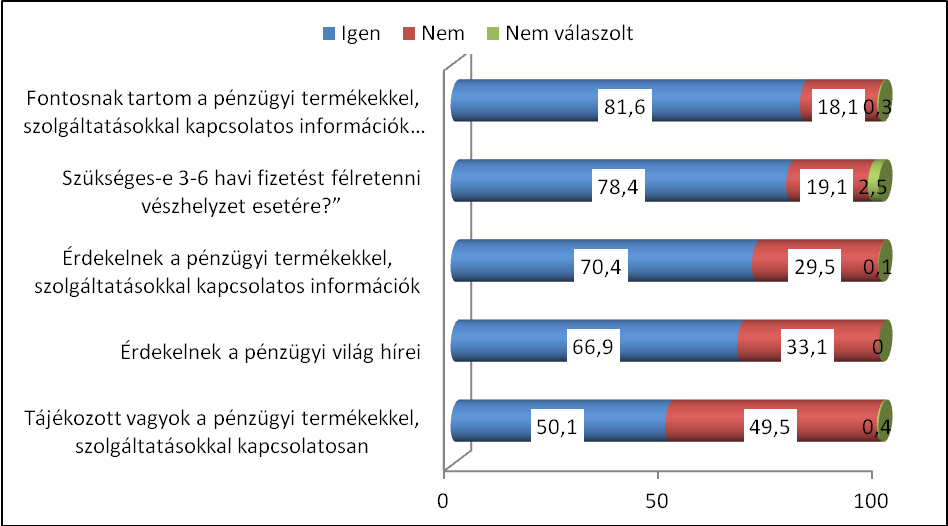 Igen Nem Nem válaszolt
Fontosnak tartom a pénzügyi termékekkel,
szolgáltatásokkal kapcsolatos információk...
81,6 18,1 0,3
Szükséges-e 3-6 havi fizetést félretenni
vészhelyzet esetére?”
78,4 19,1 2,5
Érdekelnek a pénzügyi termékekkel,
szolgáltatásokkal kapcsolatos információk
70,4 29,5 0,1
Érdekelnek a pénzügyi világ hírei
66,9 33,1 0
Tájékozott vagyok a pénzügyi termékekkel,
szolgáltatásokkal kapcsolatosan
50,1 49,5 0,4
0 50 100